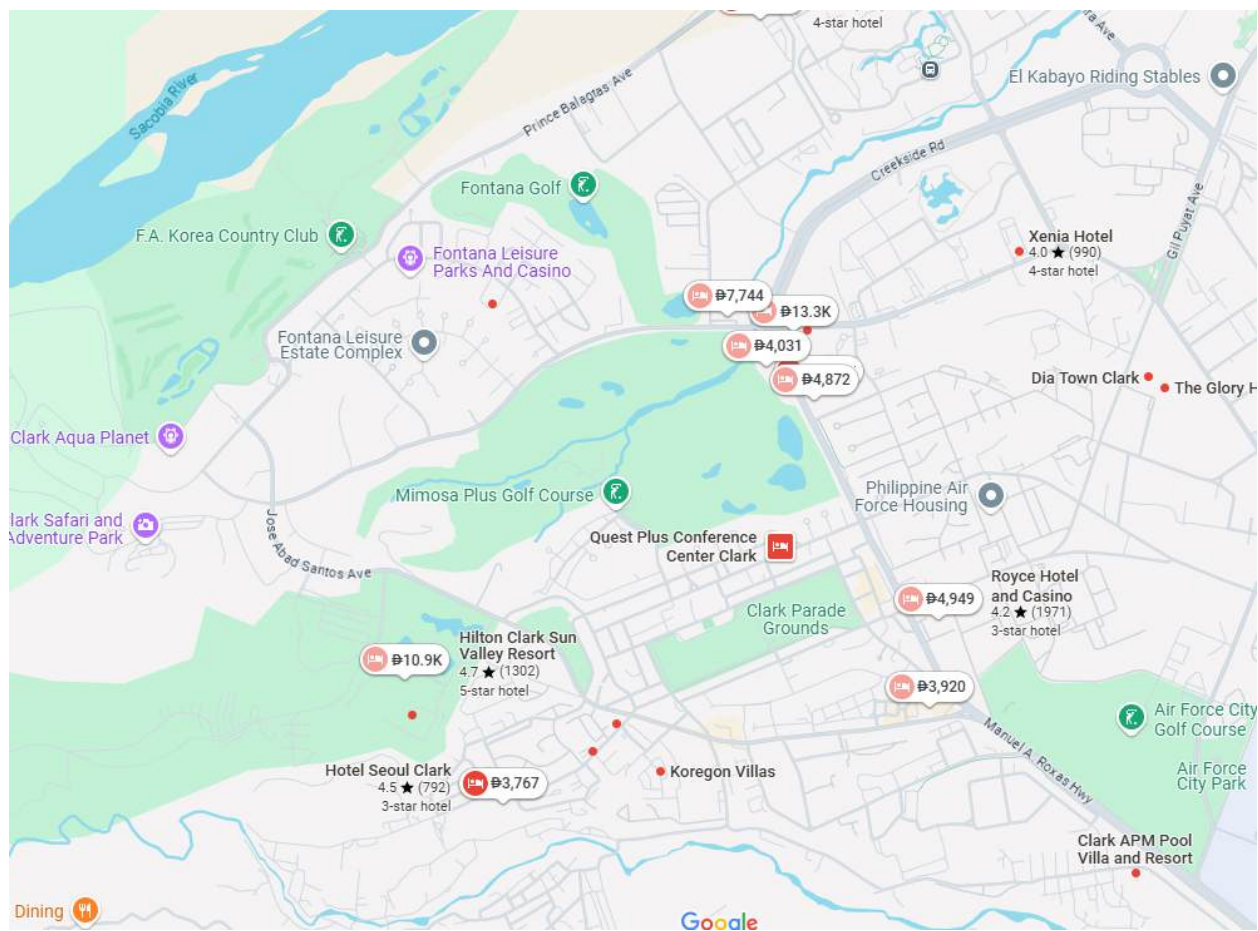 4-star hotel
Sacobia River
Prince Balagtas Ave
El Kabayo Riding Stables
Creekside Rd
Gil Puyat Ave
Fontana Golf
F.A. Korea Country Club
Fontana Leisure
Parks And Casino
Xenia Hotel
4.0 ★ (990)
4-star hotel
₱7,744
₱13.3K
₱4,031
₱4,872
Fontana Leisure
Estate Complex
Dia Town Clark
The Glory H
Clark Aqua Planet
Mimosa Plus Golf Course
Philippine Air
Force Housing
lark Safari and
Adventure Park
Jose Abad Santos Ave
Quest Plus Conference
Center Clark
Royce Hotel
and Casino
4.2 ★ (1971)
3-star hotel
₱4,949
Clark Parade
Grounds
Hilton Clark Sun
Valley Resort
4.7 ★ (1302)
5-star hotel
₱10.9K
₱3,920
Air Force City
Golf Course
Manuel A. Roxas Hwy
Air Force
City Park
Hotel Seoul Clark
4.5 ★ (792)
3-star hotel
₱3,767
Koregon Villas
Clark APM Pool
Villa and Resort
Dining
Google